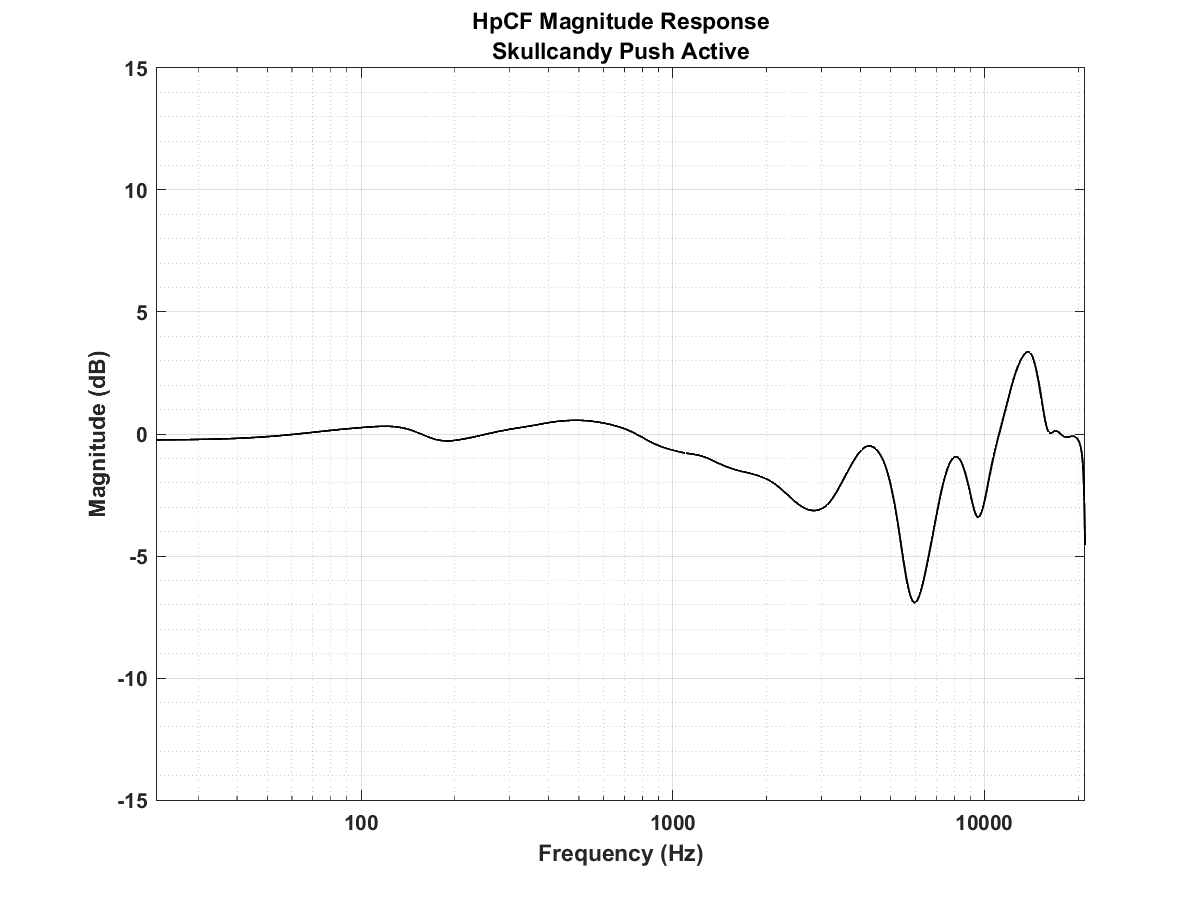 HpCF Magnitude Response
Skullcandy Push Active
15
10
5
0
-5
-10
-15
Magnitude (dB)
100
1000
10000
Frequency (Hz)